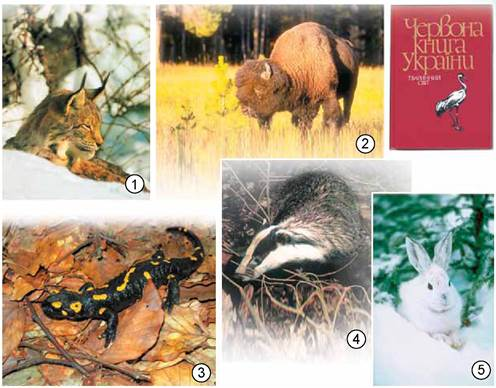 Червона
книга
України
ТВАРИННИЙ
СВІТ
1
2
3
4
5